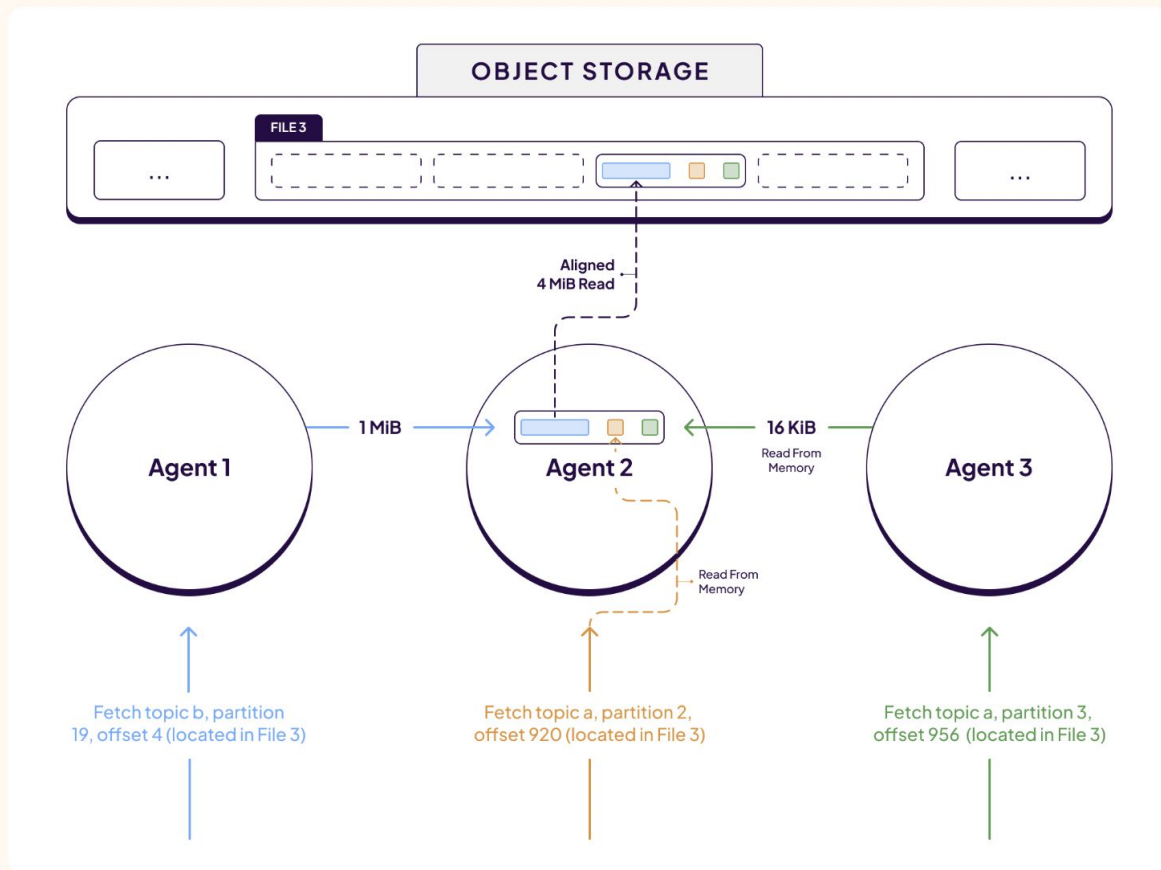 OBJECT STORAGE
FILE 3
...
...
Aligned
4 MiB Read
1 MiB
16 KiB
Read From
Memory
Agent 1
Agent 2
Agent 3
Read From
Memory
Fetch topic b, partition
19, offset 4 (located in File 3)
Fetch topic a, partition 2,
offset 920 (located in File 3)
Fetch topic a, partition 3,
offset 956 (located in File 3)